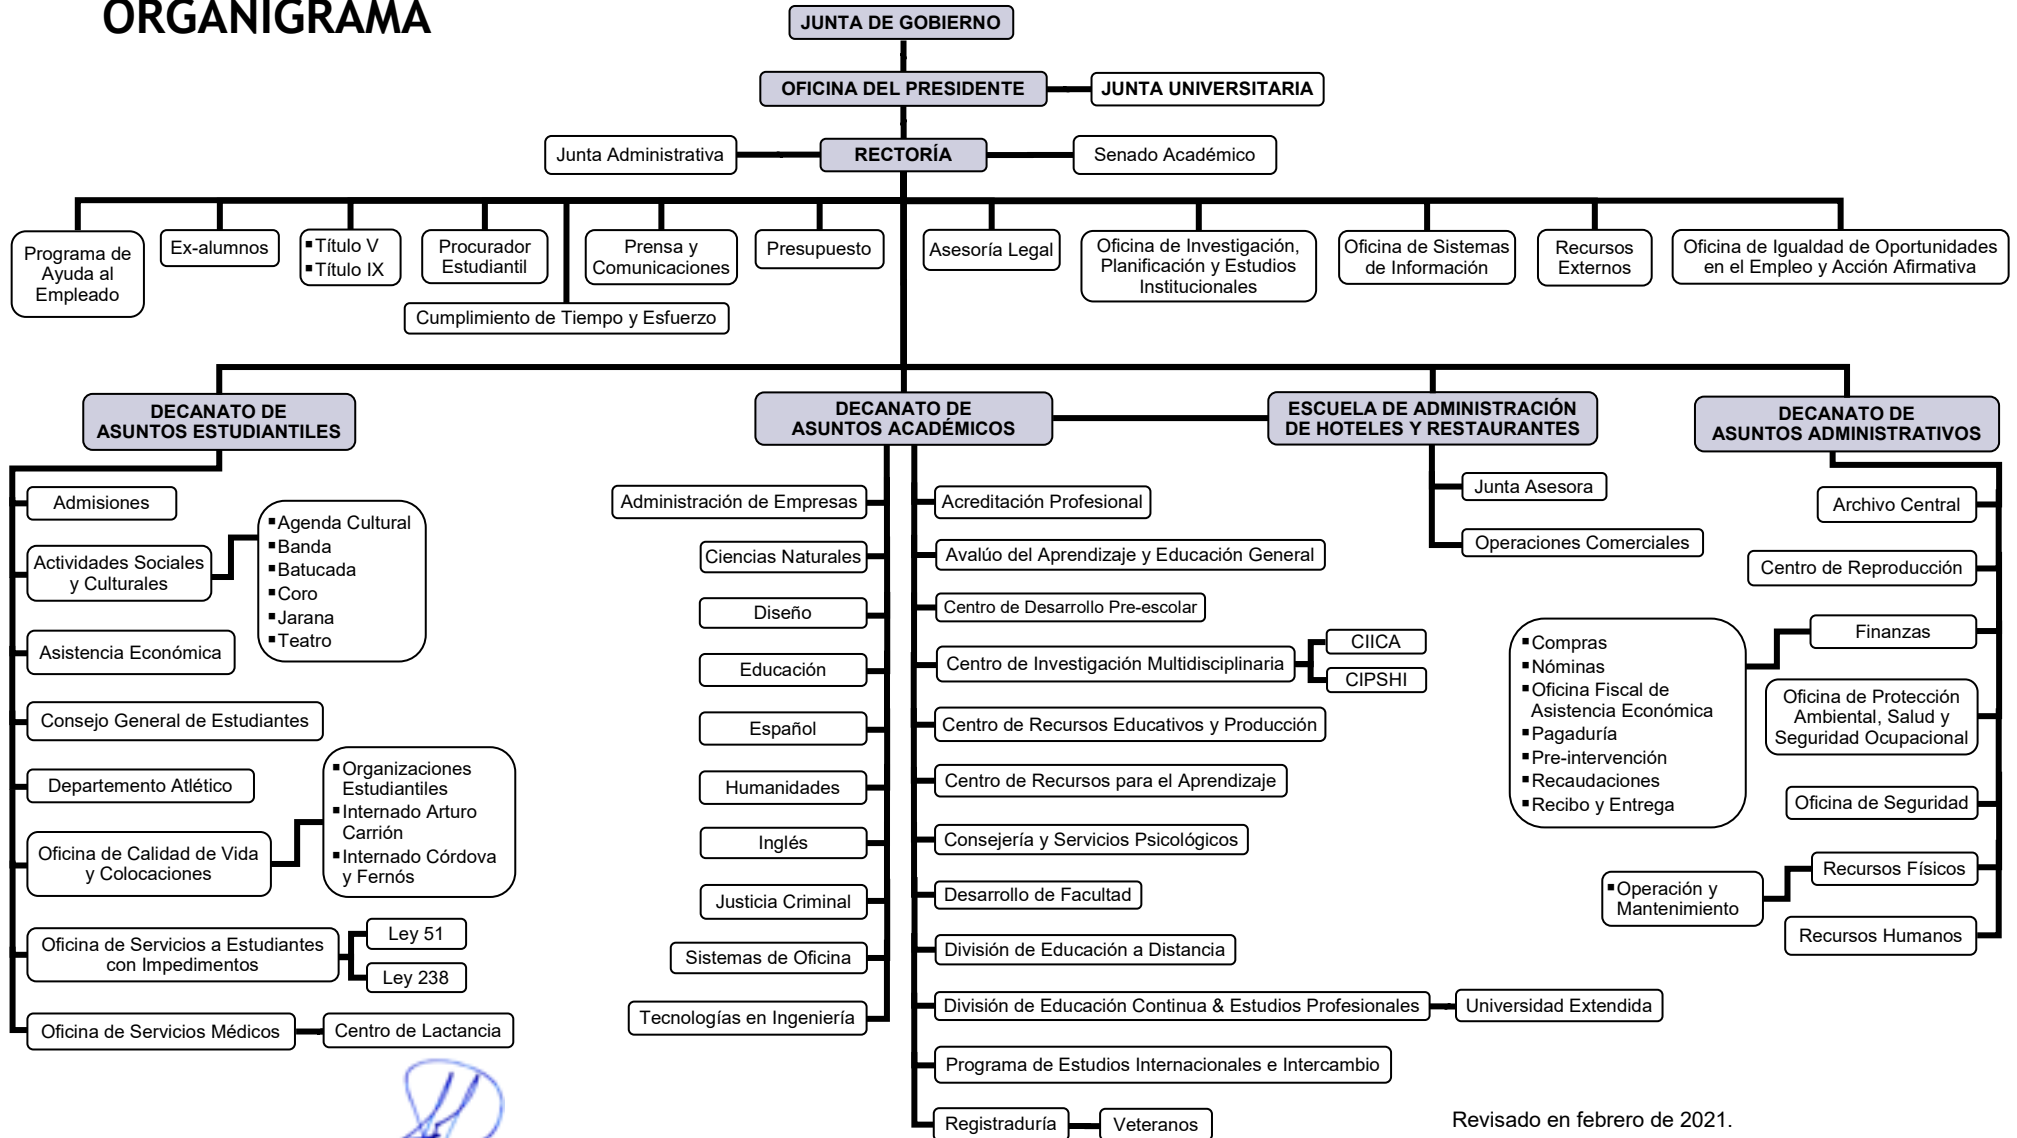 ORGANIGRAMA
JUNTA DE GOBIERNO
OFICINA DEL PRESIDENTE
JUNTA UNIVERSITARIA
Junta Administrativa
RECTORÍA
Senado Académico
Programa de
Ayuda al
Empleado
Ex-alumnos
▪Título V
▪Título IX
Procurador
Estudiantil
Cumplimiento de Tiempo y Esfuerzo
Prensa y
Comunicaciones
Presupuesto
Asesoría Legal
Oficina de Investigación,
Planificación y Estudios
Institucionales
Oficina de Sistemas
de Información
Recursos
Externos
Oficina de Igualdad de Oportunidades
en el Empleo y Acción Afirmativa
DECANATO DE
ASUNTOS ESTUDIANTILES
Admisiones
Actividades Sociales
y Culturales
▪Agenda Cultural
▪Banda
▪Batucada
▪Coro
▪Jarana
▪Teatro
Asistencia Económica
Consejo General de Estudiantes
Departemento Atlético
Oficina de Calidad de Vida
y Colocaciones
▪Organizaciones
Estudiantiles
▪Internado Arturo
Carrión
▪Internado Córdova
y Fernós
Oficina de Servicios a Estudiantes
con Impedimentos
Ley 51
Ley 238
Oficina de Servicios Médicos
Centro de Lactancia
DECANATO DE
ASUNTOS ACADÉMICOS
Administración de Empresas
Ciencias Naturales
Diseño
Educación
Español
Humanidades
Inglés
Justicia Criminal
Sistemas de Oficina
Tecnologías en Ingeniería
Acreditación Profesional
Avalúo del Aprendizaje y Educación General
Centro de Desarrollo Pre-escolar
Centro de Investigación Multidisciplinaria
CIICA
CIPSHI
Centro de Recursos Educativos y Producción
Centro de Recursos para el Aprendizaje
Consejería y Servicios Psicológicos
Desarrollo de Facultad
División de Educación a Distancia
División de Educación Continua & Estudios Profesionales
Universidad Extendida
Programa de Estudios Internacionales e Intercambio
Registraduría
Veteranos
ESCUELA DE ADMINISTRACIÓN
DE HOTELES Y RESTAURANTES
Junta Asesora
Operaciones Comerciales
DECANATO DE
ASUNTOS ADMINISTRATIVOS
Archivo Central
Centro de Reproducción
Finanzas
▪Compras
▪Nóminas
▪Oficina Fiscal de
Asistencia Económica
▪Pagaduría
▪Pre-intervención
▪Recaudaciones
▪Recibo y Entrega
Oficina de Protección
Ambiental, Salud y
Seguridad Ocupacional
Oficina de Seguridad
Recursos Físicos
▪Operación y
Mantenimiento
Recursos Humanos
Revisado en febrero de 2021.